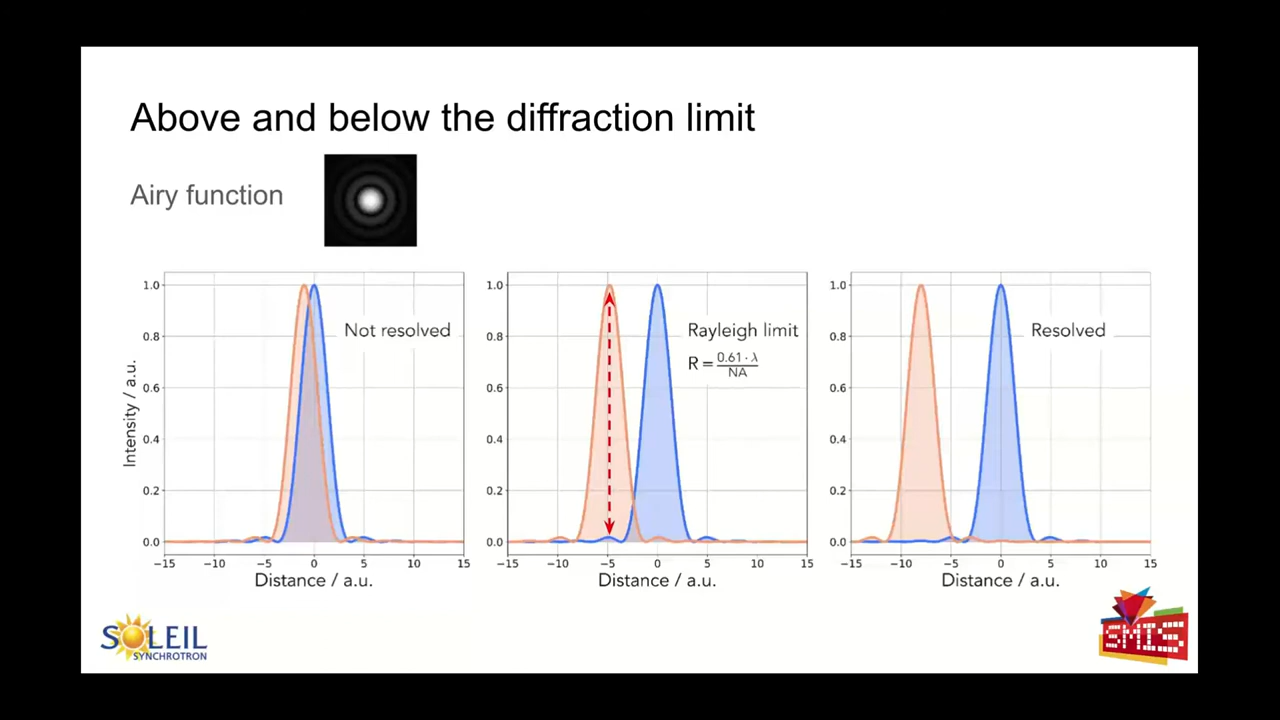 Above and below the diffraction limit
Airy function
Intensity / a.u.
1.0
0.8
0.6
0.4
0.2
0.0
−15 −10 −5 0 5 10 15
Distance / a.u.
Not resolved
1.0
0.8
0.6
0.4
0.2
0.0
−15 −10 −5 0 5 10 15
Distance / a.u.
Rayleigh limit
R = 0.61 · λ / NA
1.0
0.8
0.6
0.4
0.2
0.0
−15 −10 −5 0 5 10 15
Distance / a.u.
Resolved
SOLEIL
SYNCHROTRON
SMIS